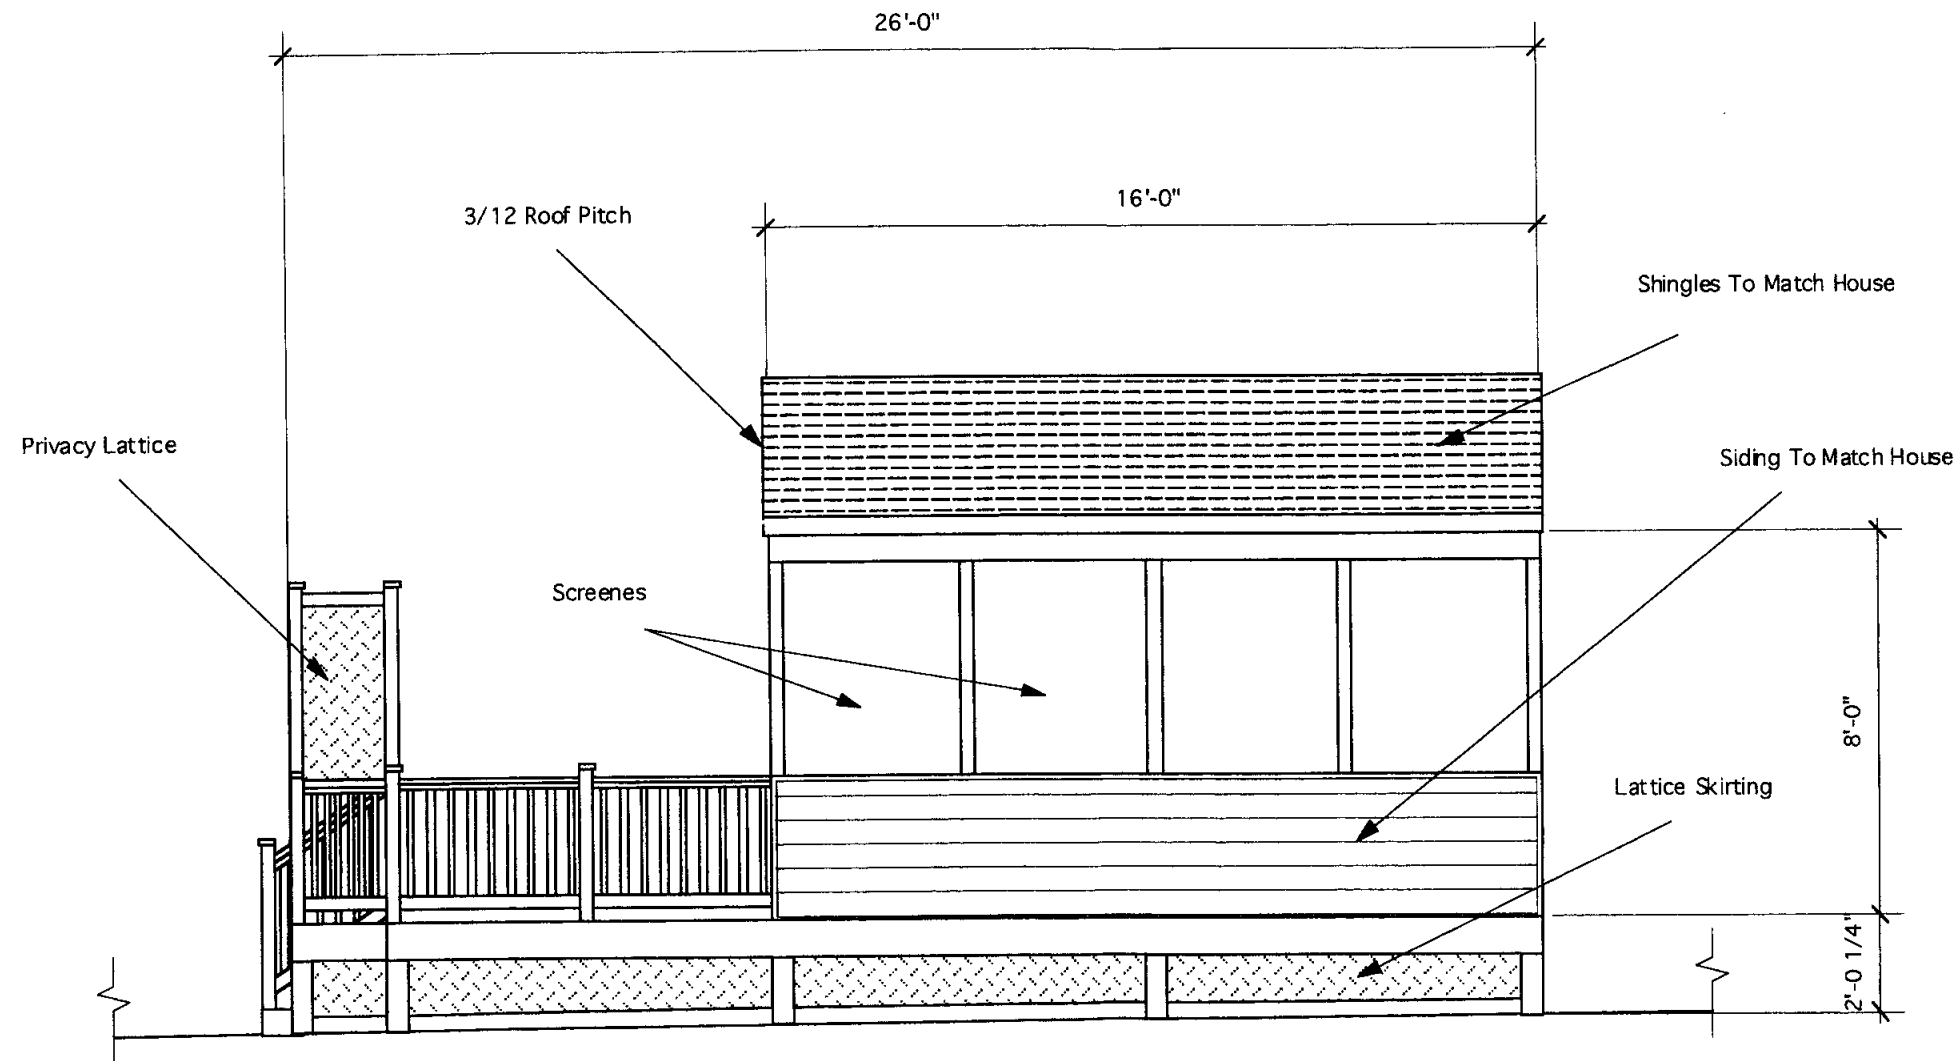 26'-0"
16'-0"
3/12 Roof Pitch
Shingles To Match House
Privacy Lattice
Siding To Match House
Screenes
8'-0"
Lattice Skirting
2'-0 1/4"